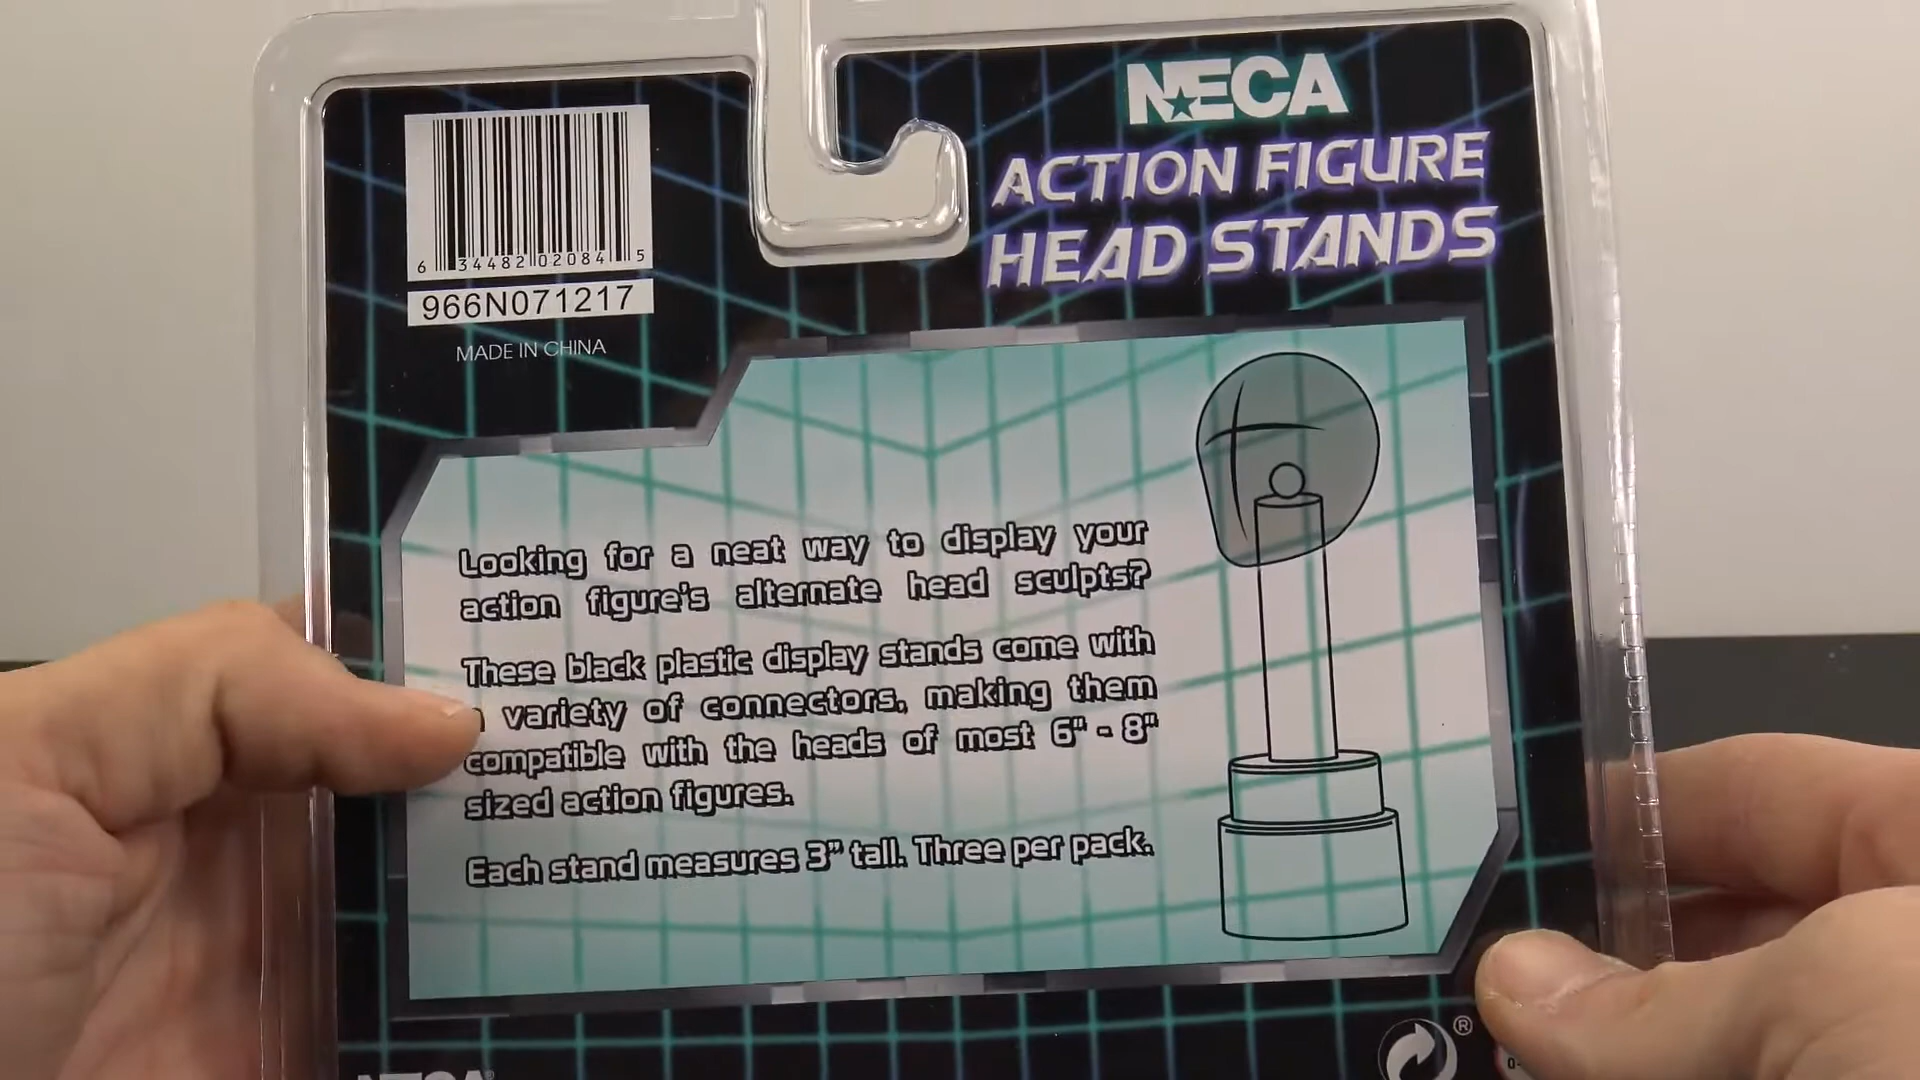 NECA
ACTION FIGURE
HEAD STANDS
6 34482 02084 5
966N071217
MADE IN CHINA
Looking for a neat way to display your
action figure's alternate head sculpts?
These black plastic display stands come with
variety of connectors, making them
compatible with the heads of most 6" - 8"
sized action figures.
Each stand measures 3" tall. Three per pack.
®
NECA®